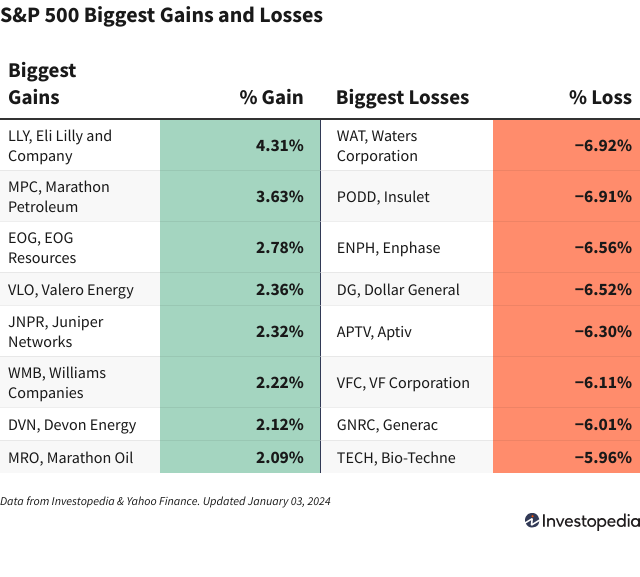 S&P 500 Biggest Gains and Losses
Biggest
Gains
% Gain
Biggest Losses
% Loss
LLY, Eli Lilly and
Company
4.31%
WAT, Waters
Corporation
−6.92%
MPC, Marathon
Petroleum
3.63%
PODD, Insulet
−6.91%
EOG, EOG
Resources
2.78%
ENPH, Enphase
−6.56%
VLO, Valero Energy
2.36%
DG, Dollar General
−6.52%
JNPR, Juniper
Networks
2.32%
APTV, Aptiv
−6.30%
WMB, Williams
Companies
2.22%
VFC, VF Corporation
−6.11%
DVN, Devon Energy
2.12%
GNRC, Generac
−6.01%
MRO, Marathon Oil
2.09%
TECH, Bio-Techne
−5.96%
Data from Investopedia & Yahoo Finance. Updated January 03, 2024
Investopedia